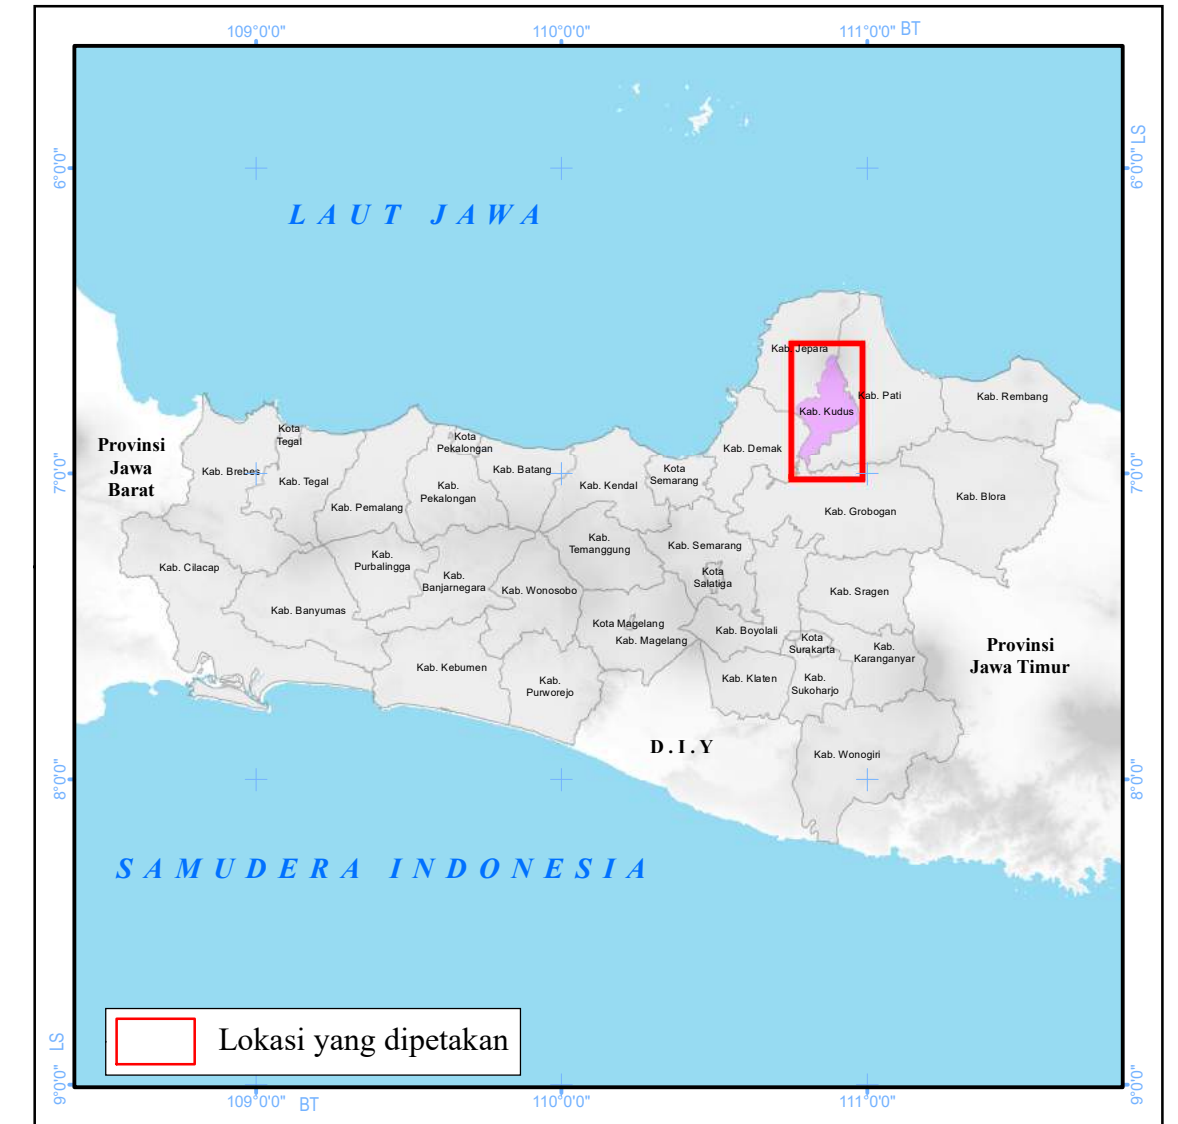 109°0'0"
110°0'0"
111°0'0" BT
6°0'0"
6°0'0" LS
LAUT JAWA
Kab. Jepara
Kab. Pati
Kab. Rembang
Kab. Kudus
Kota
Tegal
Kota
Pekalongan
Provinsi
Jawa
Barat
Kab. Brebes
Kab. Tegal
Kab. Batang
Kab. Demak
Kota
Semarang
7°0'0"
7°0'0"
Kab. Pemalang
Kab.
Pekalongan
Kab. Kendal
Kab. Grobogan
Kab. Blora
Kab. Cilacap
Kab.
Purbalingga
Kab.
Banjarnegara
Kab. Wonosobo
Kab.
Temanggung
Kab. Semarang
Kota
Salatiga
Kab. Sragen
Kab. Banyumas
Kota Magelang
Kab. Magelang
Kab. Boyolali
Kota
Surakarta
Kab.
Karanganyar
Provinsi
Jawa Timur
Kab. Kebumen
Kab.
Purworejo
Kab. Klaten
Kab.
Sukoharjo
D.I.Y
Kab. Wonogiri
8°0'0"
8°0'0"
SAMUDERA INDONESIA
Lokasi yang dipetakan
9°0'0" LS
9°0'0"
109°0'0" BT
110°0'0"
111°0'0"